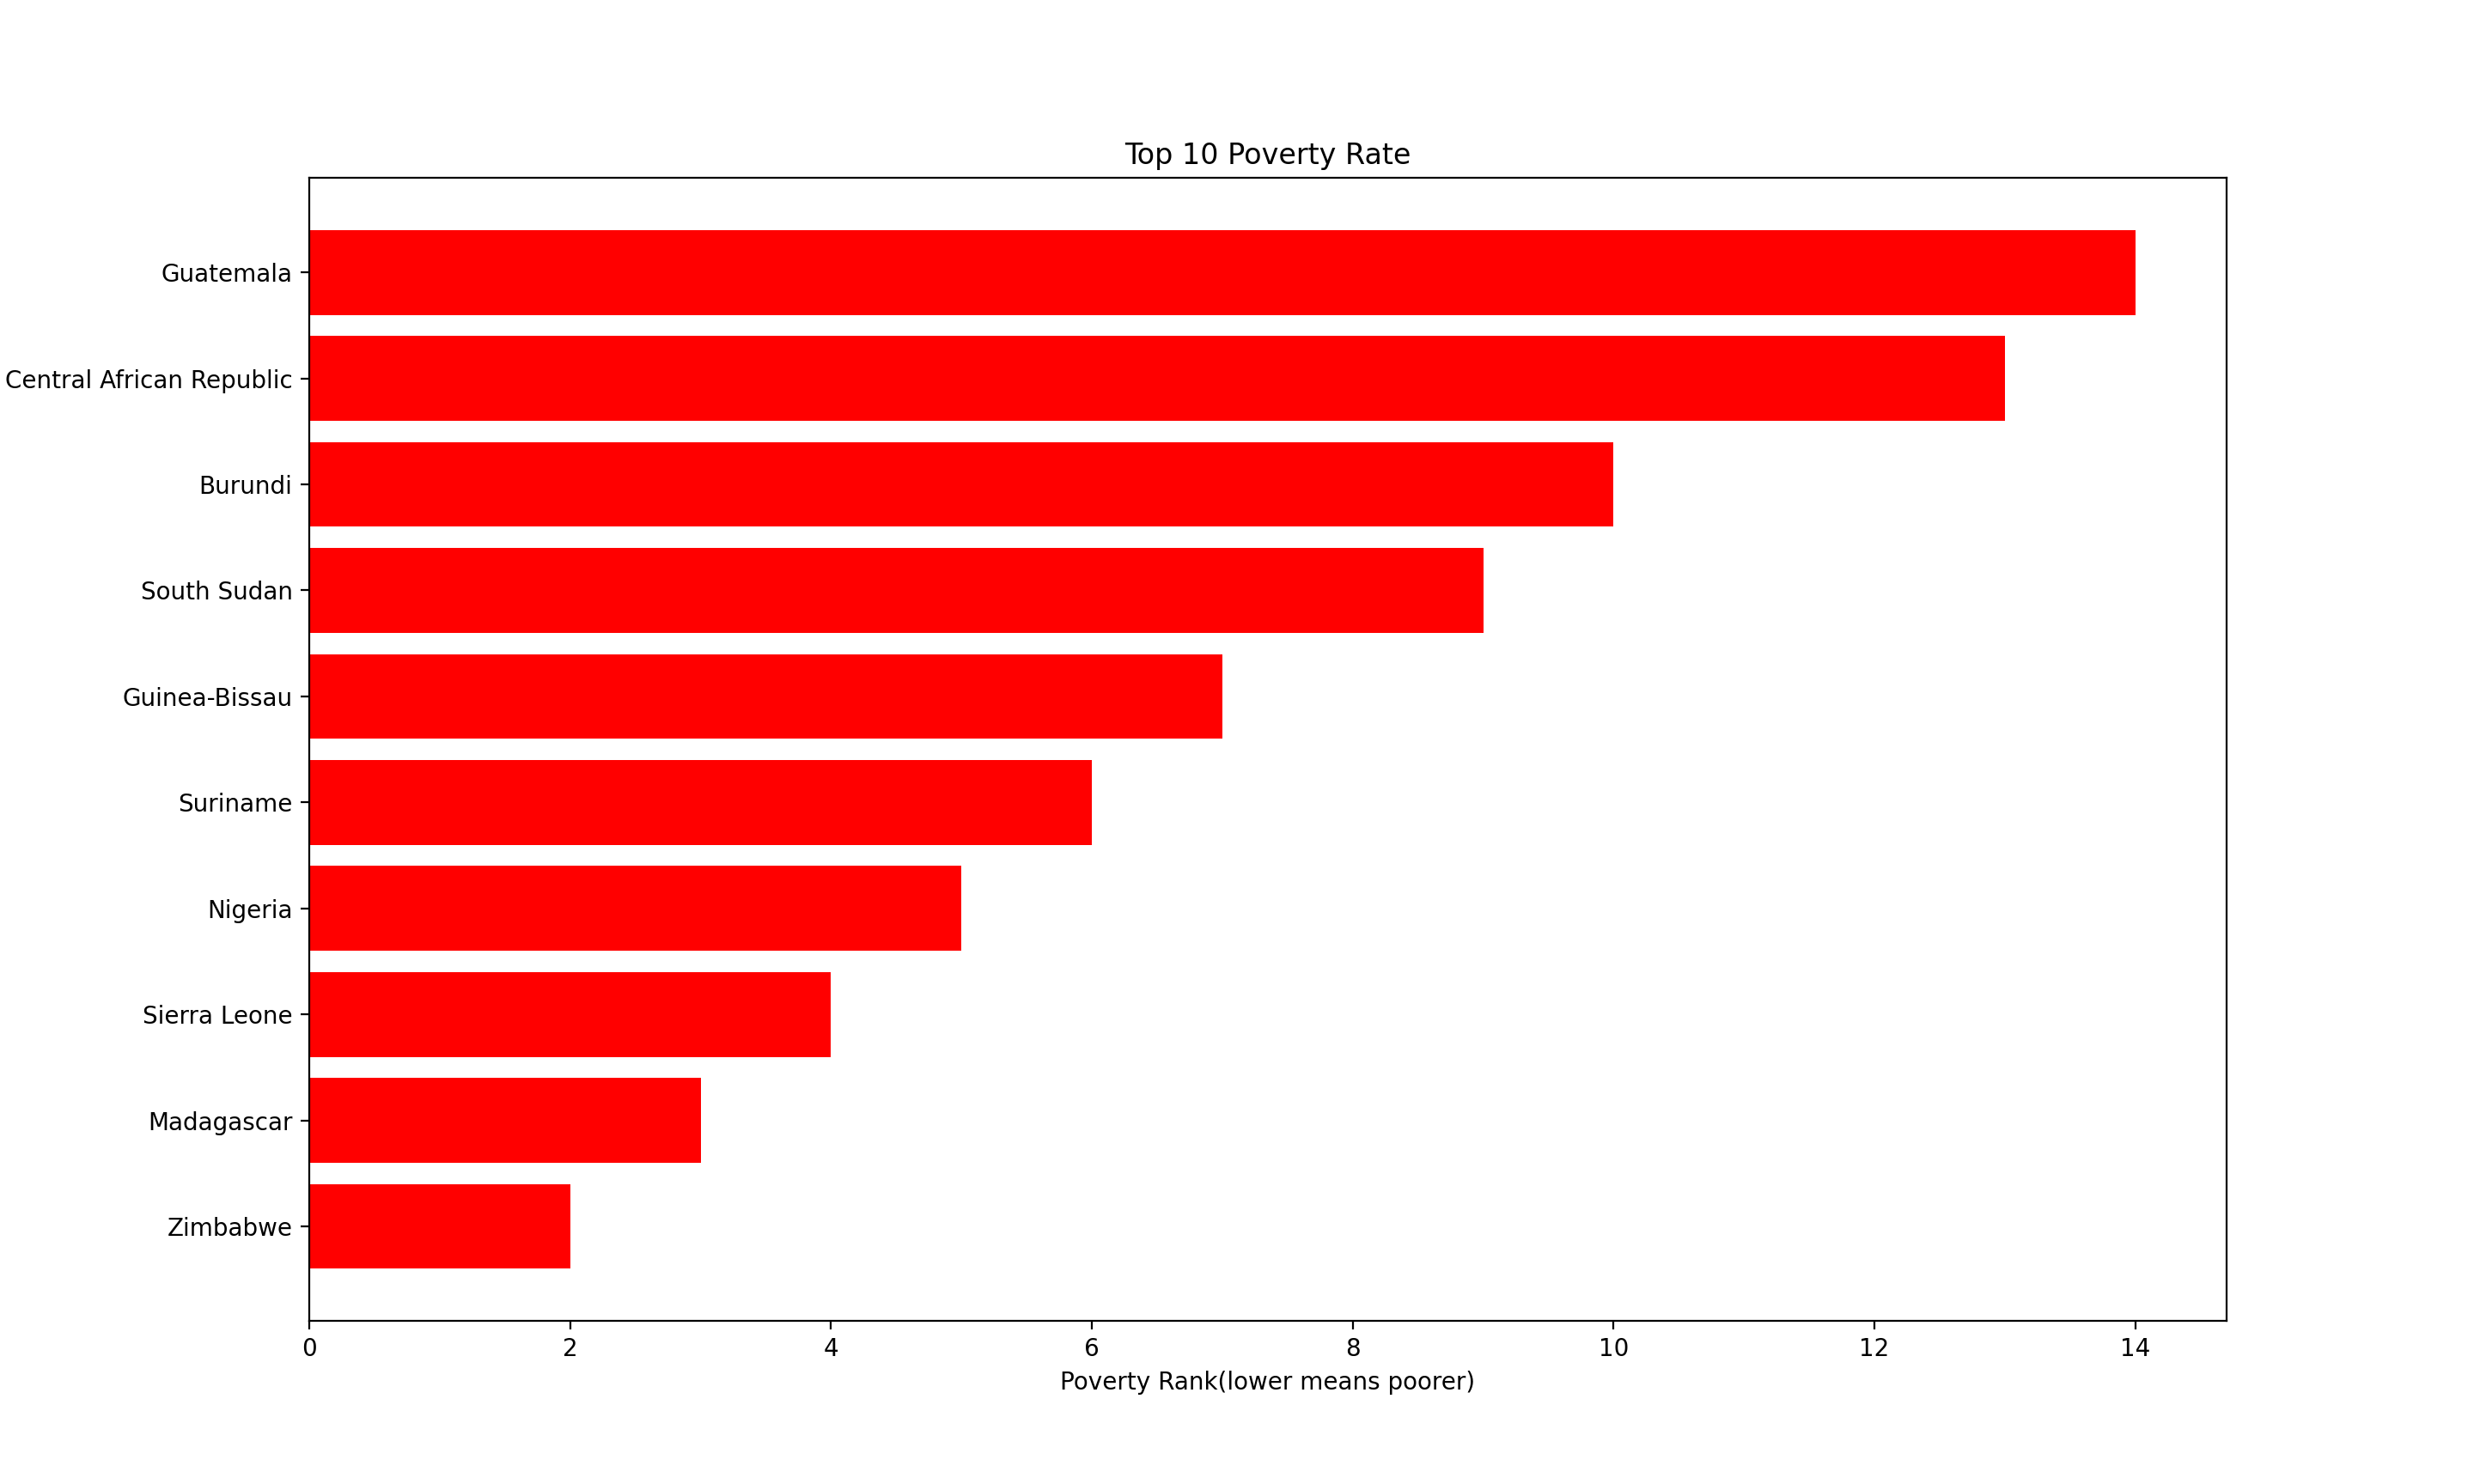 Top 10 Poverty Rate
Guatemala
Central African Republic
Burundi
South Sudan
Guinea-Bissau
Suriname
Nigeria
Sierra Leone
Madagascar
Zimbabwe
0 2 4 6 8 10 12 14
Poverty Rank(lower means poorer)